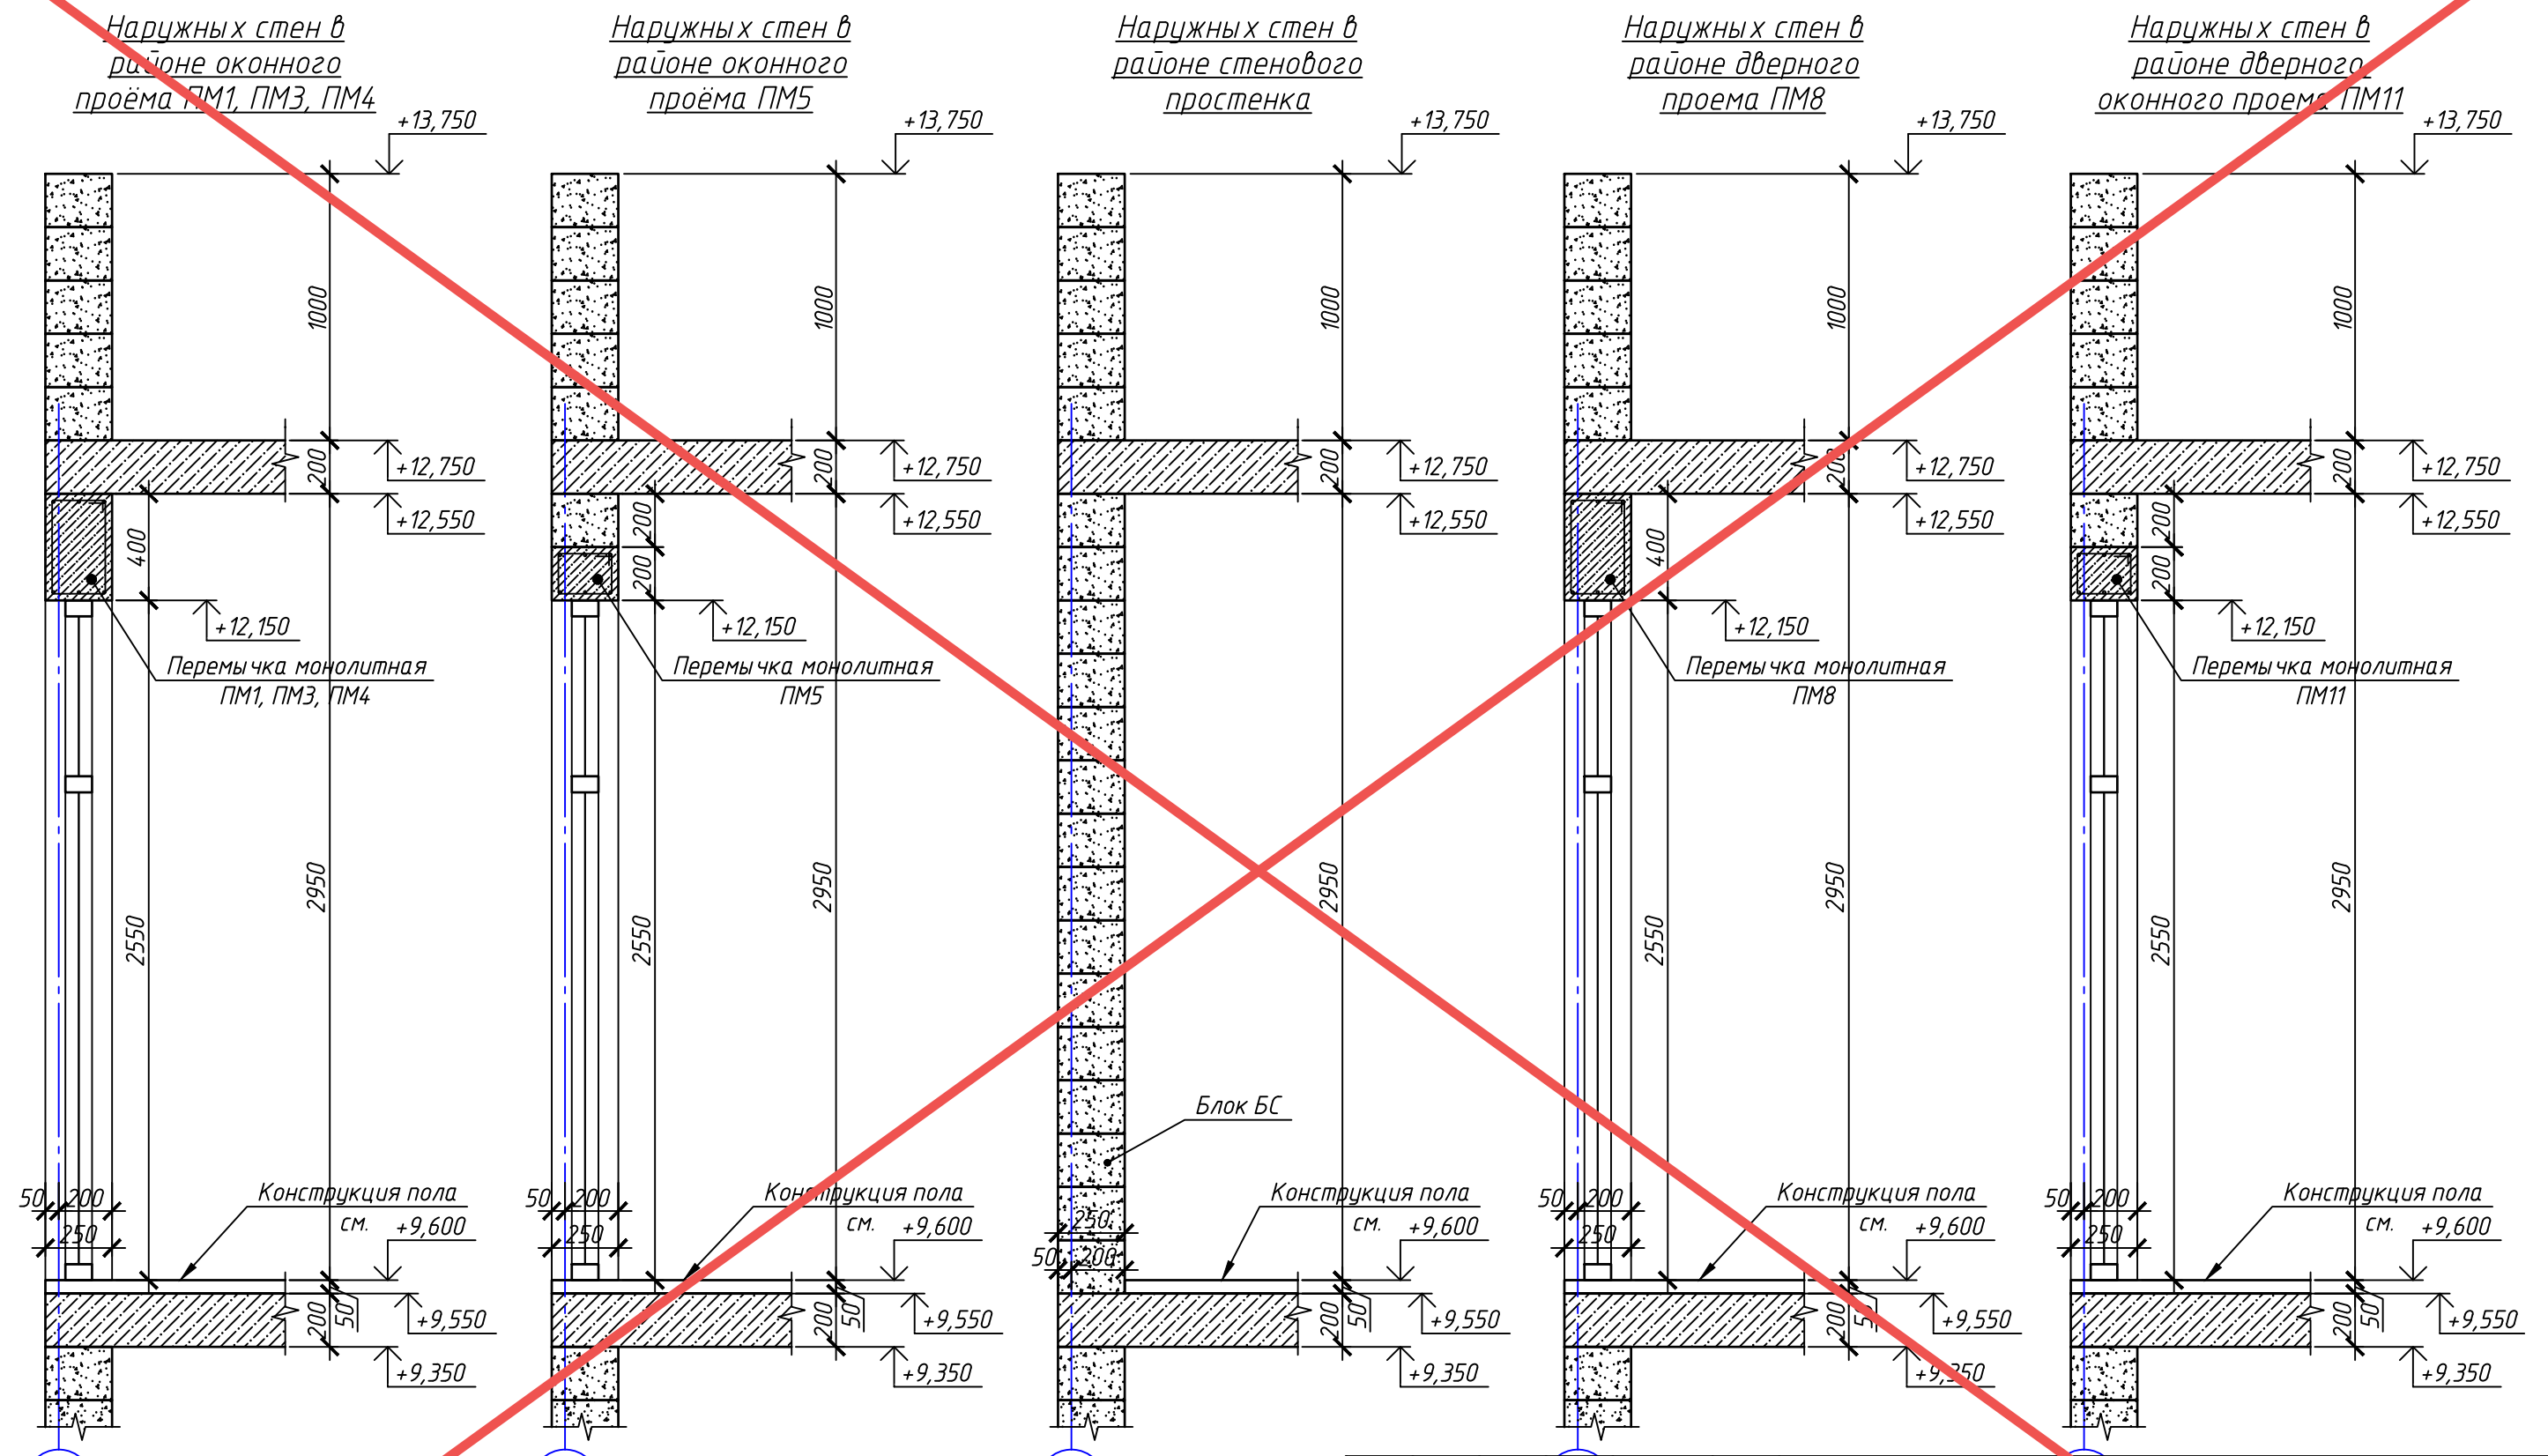 Наружных стен в
районе оконного
проёма ПМ1, ПМ3, ПМ4
+13,750
1000
200
+12,750
+12,550
400
+12,150
Перемычка монолитная
ПМ1, ПМ3, ПМ4
2950
2550
50 200
250
Конструкция пола
см.
+9,600
200
50
+9,550
+9,350
Наружных стен в
районе оконного
проёма ПМ5
+13,750
1000
200
+12,750
+12,550
200
200
+12,150
Перемычка монолитная
ПМ5
2950
2550
50 200
250
Конструкция пола
см.
+9,600
200
50
+9,550
+9,350
Наружных стен в
районе стенового
простенка
+13,750
1000
200
+12,750
+12,550
2950
Блок БС
Конструкция пола
см.
+9,600
250
50 200
200
50
+9,550
+9,350
Наружных стен в
районе дверного
проема ПМ8
+13,750
1000
200
+12,750
+12,550
400
+12,150
Перемычка монолитная
ПМ8
2950
2550
50 200
250
Конструкция пола
см.
+9,600
200
50
+9,550
+9,350
Наружных стен в
районе дверного,
оконного проема ПМ11
+13,750
1000
200
+12,750
+12,550
200
200
+12,150
Перемычка монолитная
ПМ11
2950
2550
50 200
250
Конструкция пола
см.
+9,600
200
50
+9,550
+9,350